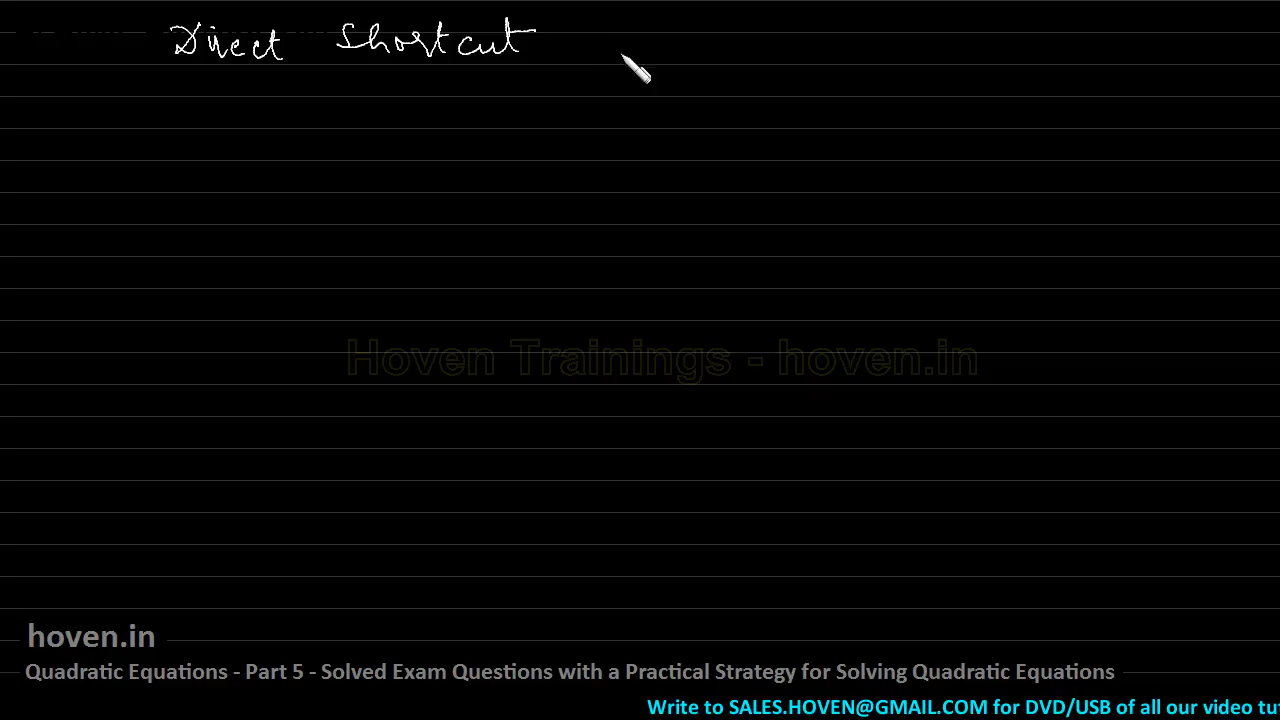 Direct Shortcut
Hoven Trainings - hoven.in
hoven.in
Quadratic Equations - Part 5 - Solved Exam Questions with a Practical Strategy for Solving Quadratic Equations
Write to SALES.HOVEN@GMAIL.COM for DVD/USB of all our video tu